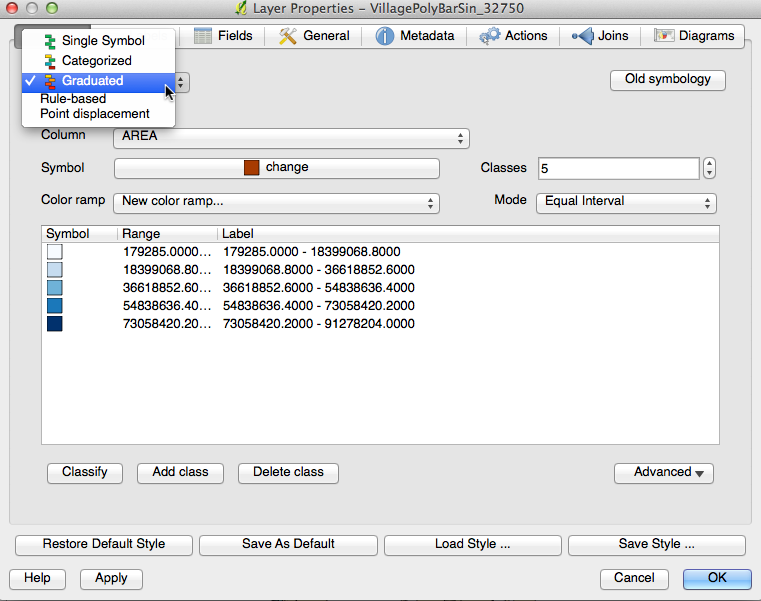 Layer Properties - VillagePolyBarSin_32750
Fields General Metadata Actions Joins Diagrams
Single Symbol
Categorized
Graduated
Rule-based
Point displacement
Old symbology
Column AREA
Symbol change Classes 5
Color ramp New color ramp... Mode Equal Interval
Symbol Range Label
179285.0000... 179285.0000 - 18399068.8000
18399068.80... 18399068.8000 - 36618852.6000
36618852.60... 36618852.6000 - 54838636.4000
54838636.40... 54838636.4000 - 73058420.2000
73058420.20... 73058420.2000 - 91278204.0000
Classify Add class Delete class Advanced
Restore Default Style Save As Default Load Style ... Save Style ...
Help Apply Cancel OK